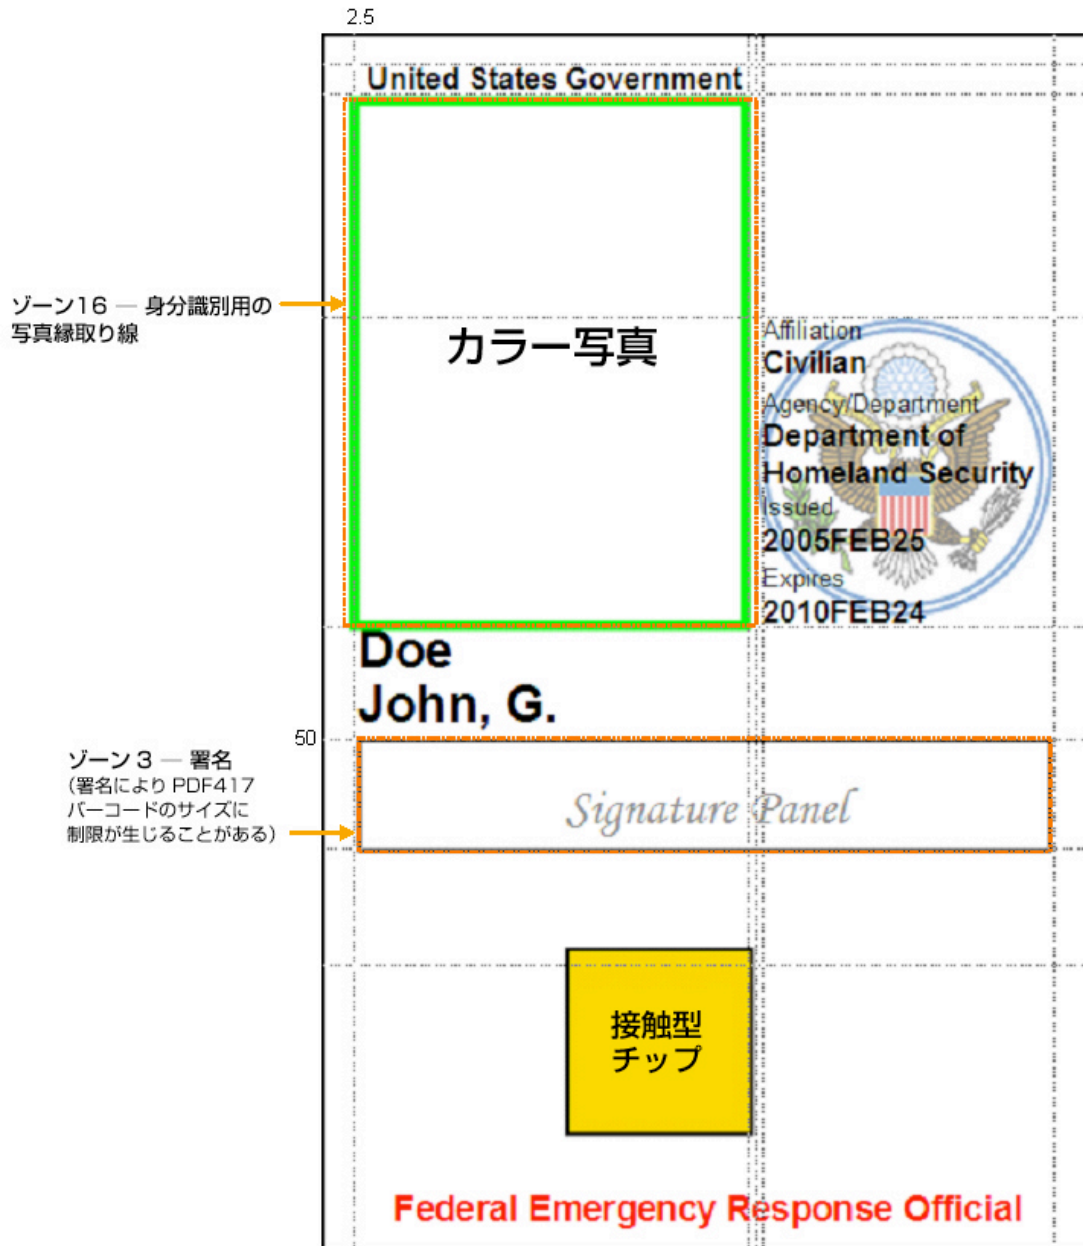 2.5
United States Government
ゾーン16 ― 身分識別用の
写真縁取り線
カラー写真
Affiliation
Civilian
Agency/Department
Department of
Homeland Security
Issued
2005FEB25
Expires
2010FEB24
Doe
John, G.
50
ゾーン 3 ― 署名
（署名により PDF417
バーコードのサイズに
制限が生じることがある）
Signature Panel
接触型
チップ
Federal Emergency Response Official